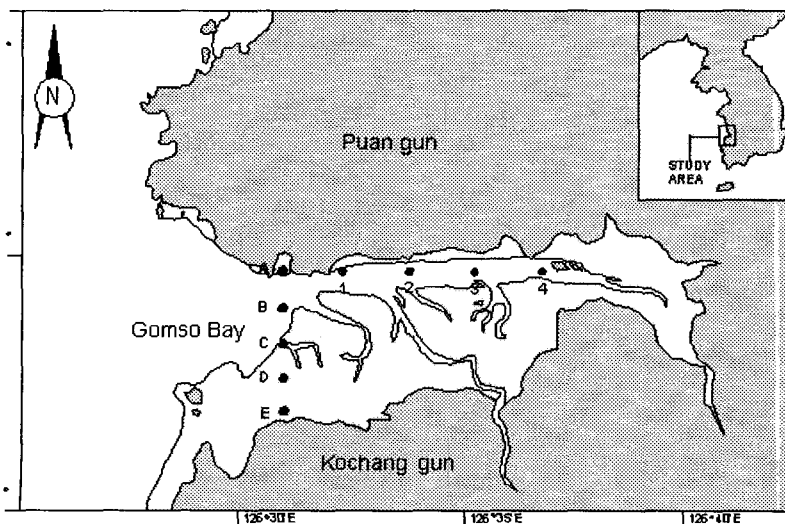 N
Puan gun
STUDY
AREA
A
1
2
3
4
B
Gomso Bay
C
D
E
Kochang gun
126°30'E
126°35'E
126°40'E